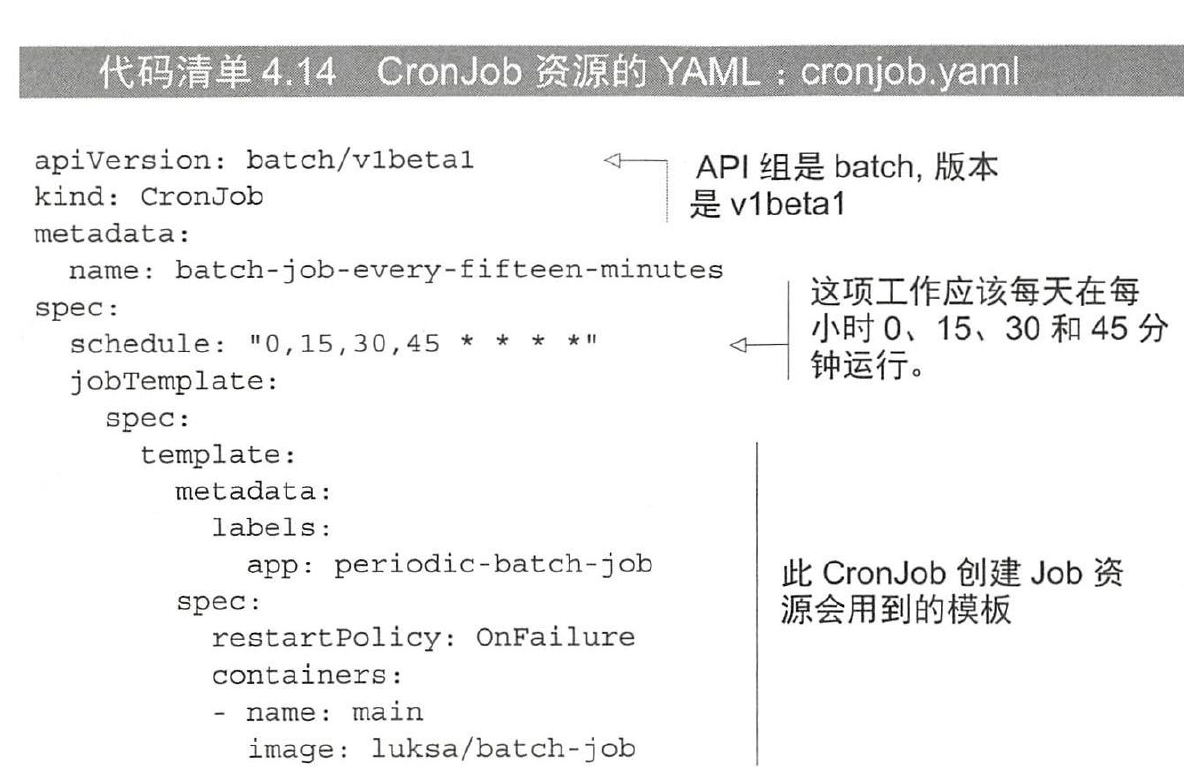 代码清单 4.14 CronJob 资源的 YAML：cronjob.yaml
apiVersion: batch/v1beta1
API 组是 batch, 版本
是 v1beta1
kind: CronJob
metadata:
name: batch-job-every-fifteen-minutes
spec:
schedule: "0,15,30,45 * * * *"
这项工作应该每天在每
小时 0、15、30 和 45 分
钟运行。
jobTemplate:
spec:
template:
metadata:
labels:
app: periodic-batch-job
spec:
restartPolicy: OnFailure
containers:
- name: main
image: luksa/batch-job
此 CronJob 创建 Job 资
源会用到的模板